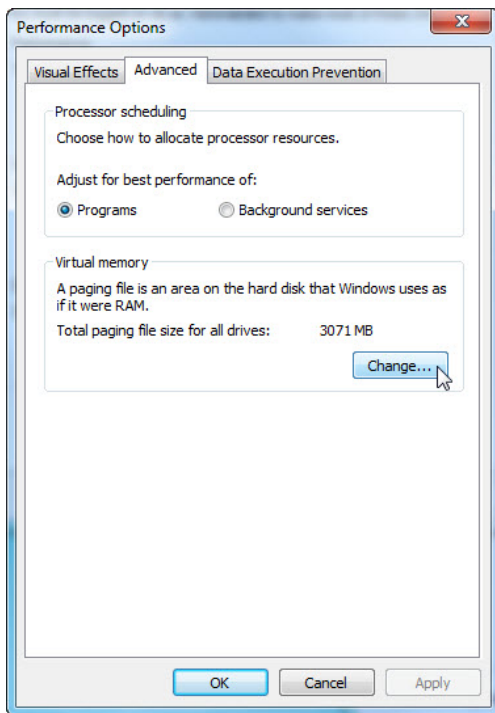 Performance Options
X
Visual Effects Advanced Data Execution Prevention
Processor scheduling
Choose how to allocate processor resources.
Adjust for best performance of:
Programs Background services
Virtual memory
A paging file is an area on the hard disk that Windows uses as
if it were RAM.
Total paging file size for all drives: 3071 MB
Change...
OK Cancel Apply